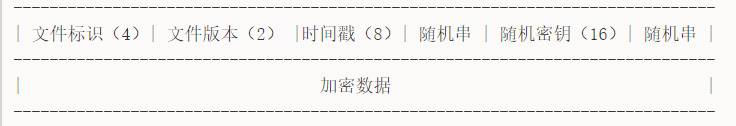 | 文件标识（4）| 文件版本（2） |时间戳（8）| 随机串 | 随机密钥（16）| 随机串 |
| 加密数据 |